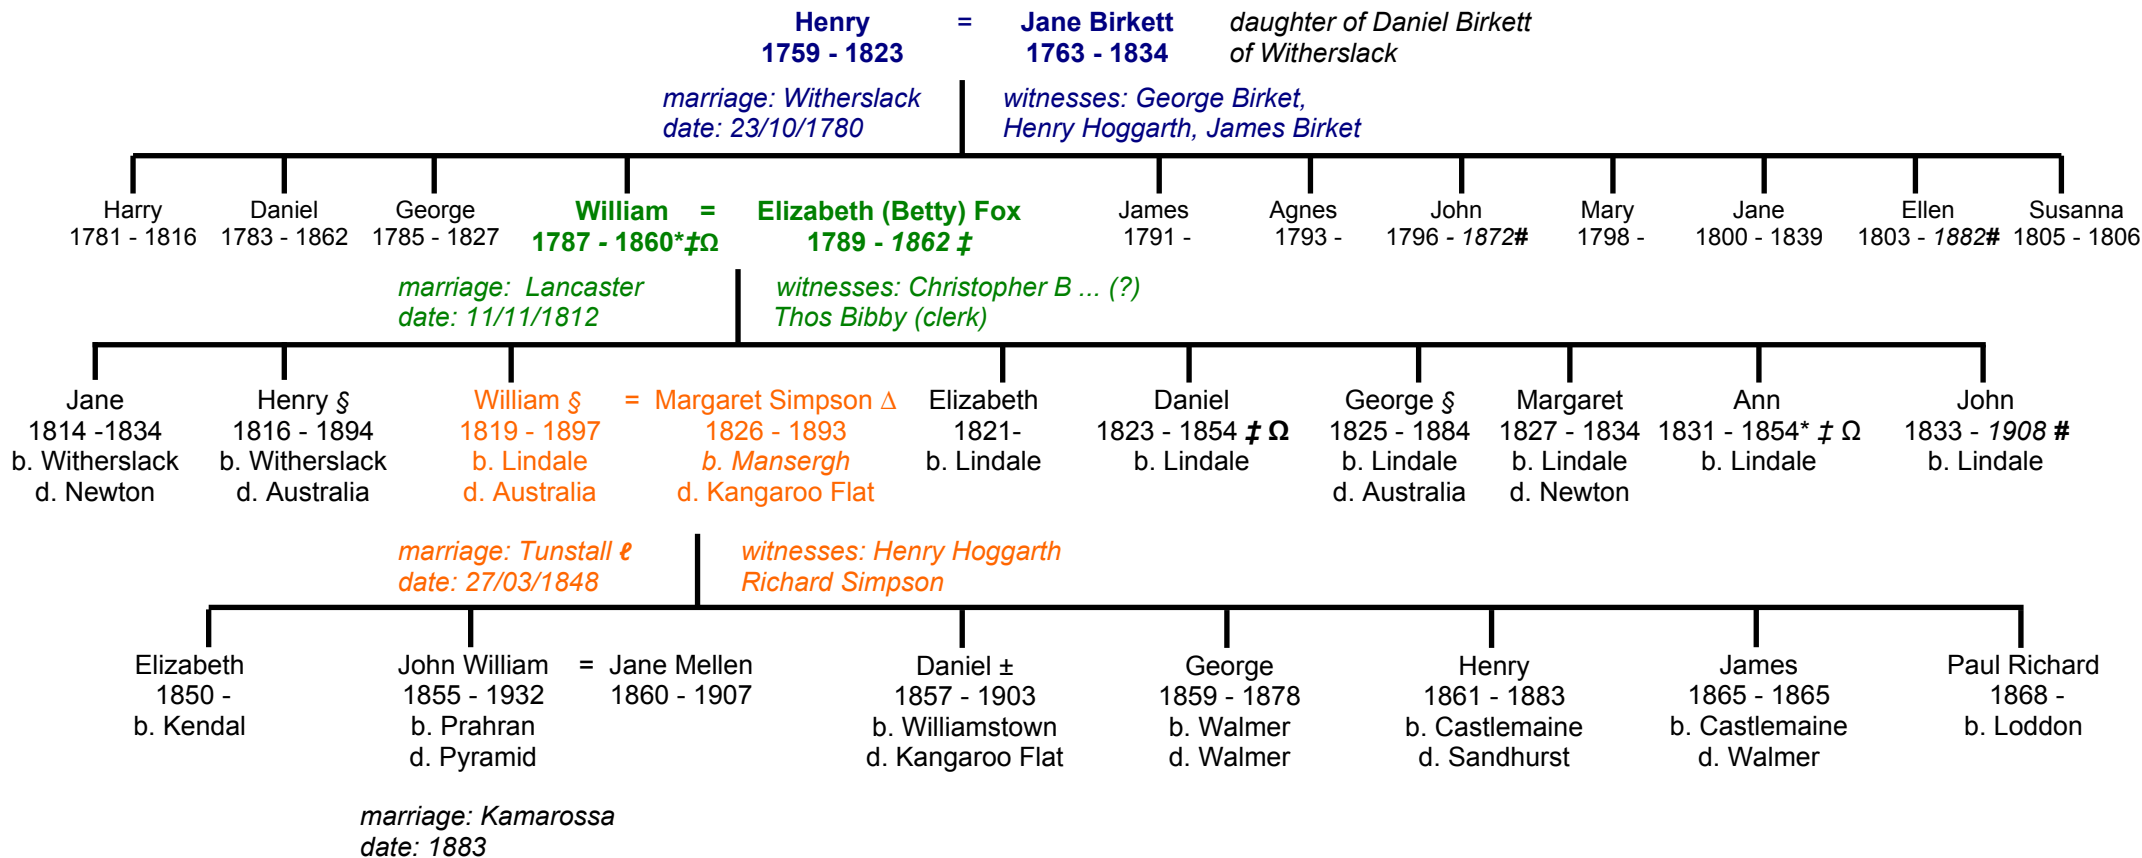 Henry = Jane Birkett daughter of Daniel Birkett
1759 - 1823 1763 - 1834 of Witherslack
marriage: Witherslack witnesses: George Birket,
date: 23/10/1780 Henry Hoggarth, James Birket
Harry Daniel George William = Elizabeth (Betty) Fox James Agnes John Mary Jane Ellen Susanna
1781 - 1816 1783 - 1862 1785 - 1827 1787 - 1860*‡Ω 1789 - 1862 ‡ 1791 - 1793 - 1796 - 1872# 1798 - 1800 - 1839 1803 - 1882# 1805 - 1806
marriage: Lancaster witnesses: Christopher B ... (?)
date: 11/11/1812 Thos Bibby (clerk)
Jane Henry § William § = Margaret Simpson Δ Elizabeth Daniel George § Margaret Ann John
1814 -1834 1816 - 1894 1819 - 1897 1826 - 1893 1821- 1823 - 1854 ‡ Ω 1825 - 1884 1827 - 1834 1831 - 1854* ‡ Ω 1833 - 1908 #
b. Witherslack b. Witherslack b. Lindale b. Mansergh b. Lindale b. Lindale b. Lindale b. Lindale b. Lindale b. Lindale
d. Newton d. Australia d. Australia d. Kangaroo Flat d. Australia d. Newton
marriage: Tunstall ℓ witnesses: Henry Hoggarth
date: 27/03/1848 Richard Simpson
Elizabeth John William = Jane Mellen Daniel ± George Henry James Paul Richard
1850 - 1855 - 1932 1860 - 1907 1857 - 1903 1859 - 1878 1861 - 1883 1865 - 1865 1868 -
b. Kendal b. Prahran b. Williamstown b. Walmer b. Castlemaine b. Castlemaine b. Loddon
d. Pyramid d. Kangaroo Flat d. Walmer d. Sandhurst d. Walmer
marriage: Kamarossa
date: 1883